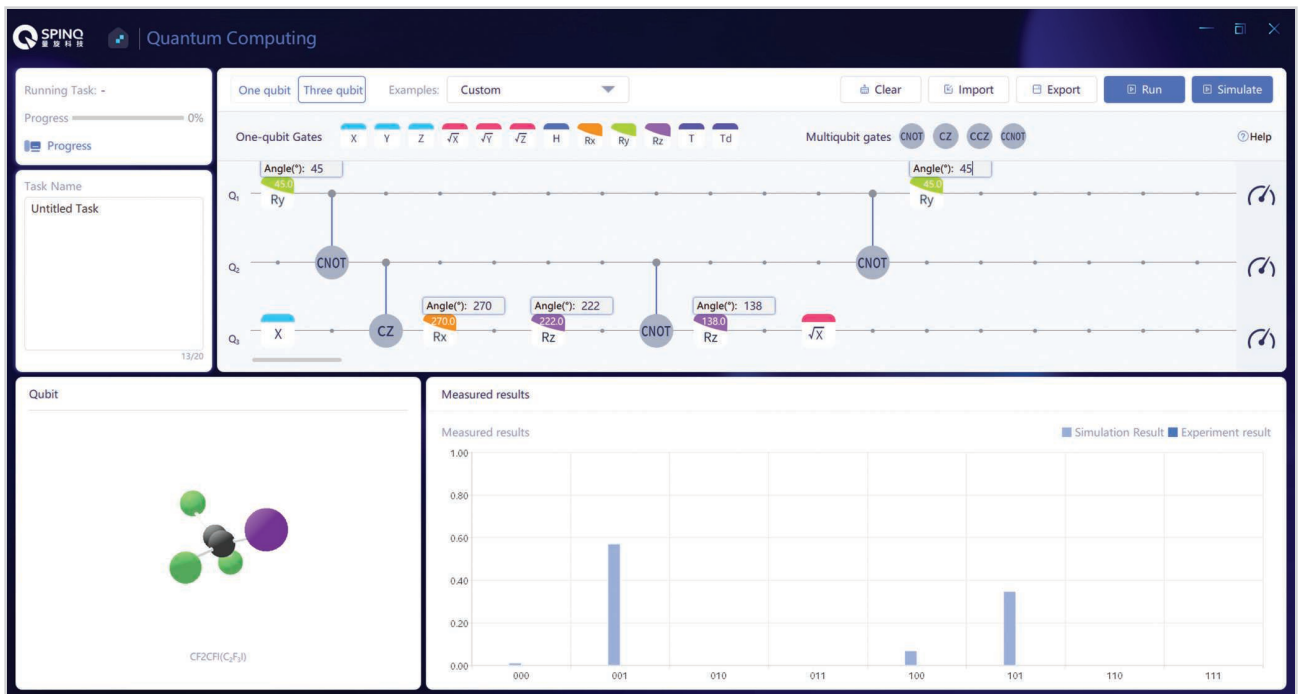 SPINQ
量旋科技
Quantum Computing
Running Task: -
Progress 0%
Progress
Task Name
Untitled Task
13/20
One qubit Three qubit Examples: Custom Clear Import Export Run Simulate
One-qubit Gates X Y Z √X √Y √Z H Rx Ry Rz T Td Multiqubit gates CNOT CZ CCZ CCNOT Help
Angle(°): 45 Angle(°): 45
45.0 45.0
Q₁ Ry Ry
Q₂ CNOT CNOT
Angle(°): 270 Angle(°): 222 Angle(°): 138
270.0 222.0 138.0
Q₃ X CZ Rx Rz CNOT Rz √X
Qubit
CF2CFI(C₂F₃I)
Measured results
Measured results
Simulation Result Experiment result
1.00
0.80
0.60
0.40
0.20
0.00
000 001 010 011 100 101 110 111